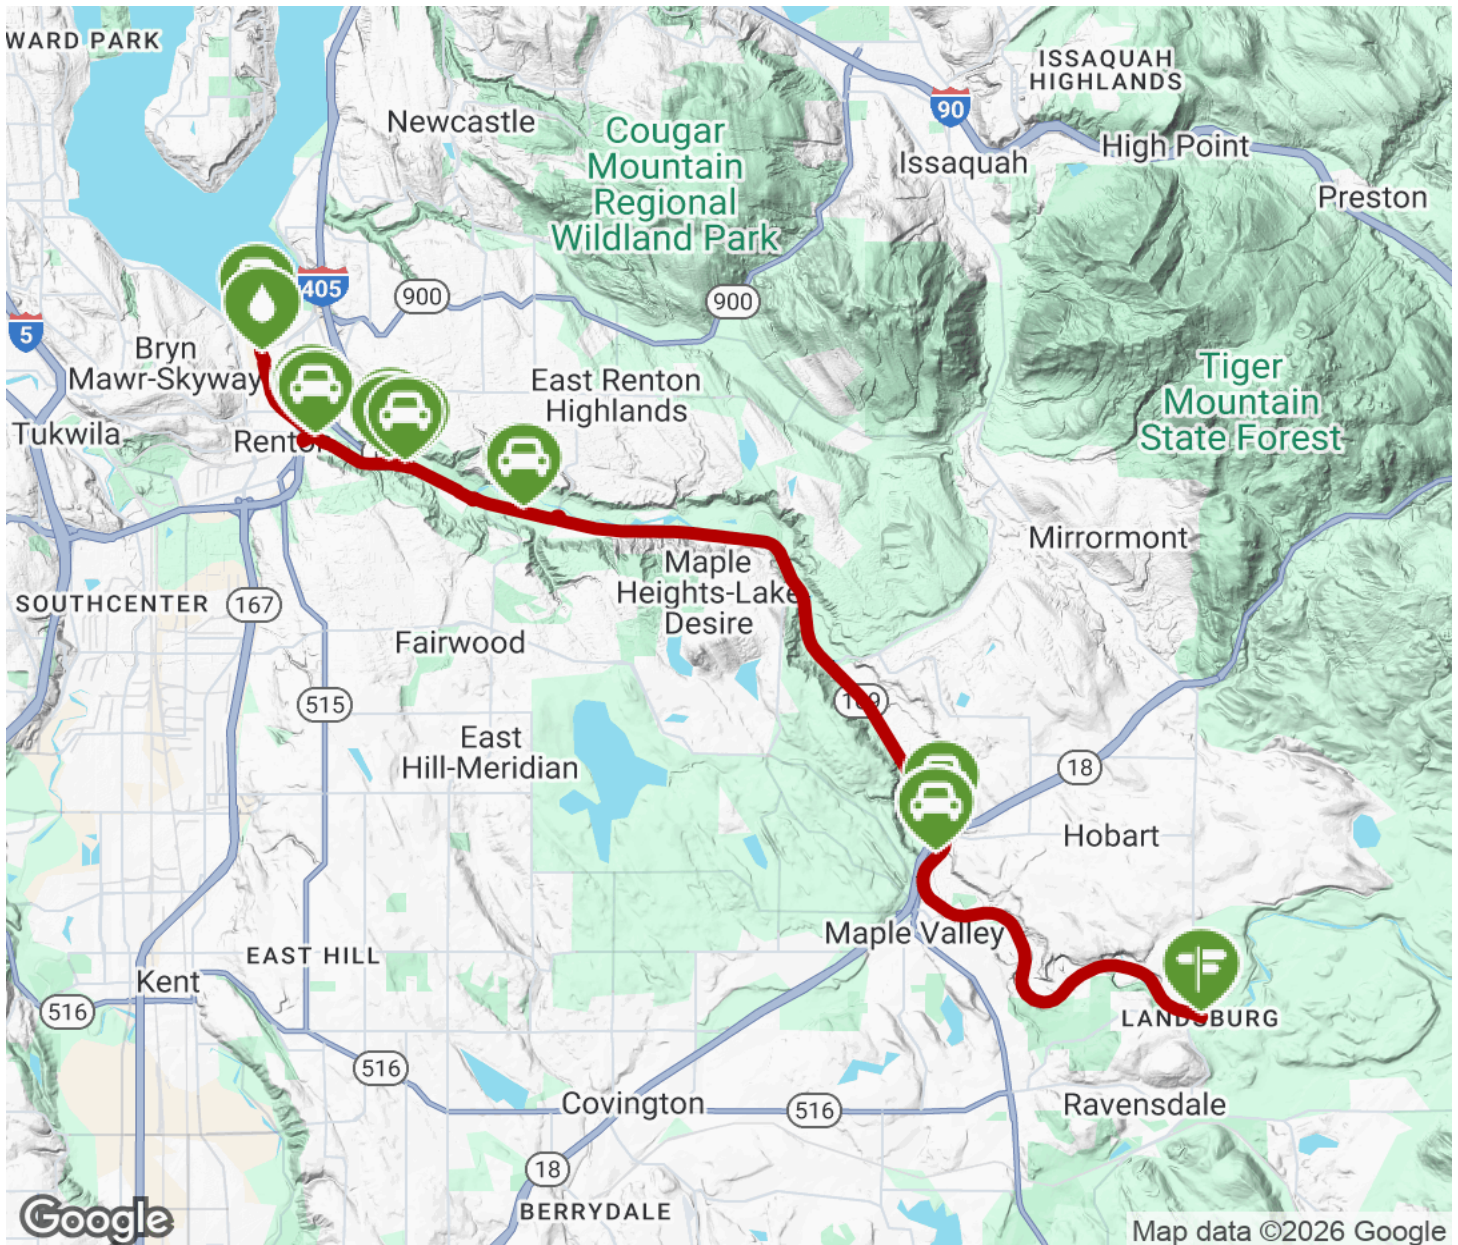 WARD PARK
ISSAQUAH
HIGHLANDS
90
Newcastle
Cougar
Mountain
Regional
Wildland Park
High Point
Issaquah
Preston
405
900
900
5
Bryn
Mawr-Skyway
East Renton
Highlands
Tiger
Mountain
State Forest
Tukwila
Mirrormont
Maple
Heights-Lake
Desire
SOUTHCENTER
167
Fairwood
515
169
East
Hill-Meridian
18
Hobart
Maple Valley
EAST HILL
Kent
516
LANDSBURG
516
Covington
516
Ravensdale
18
BERRYDALE
Google
Map data ©2026 Google